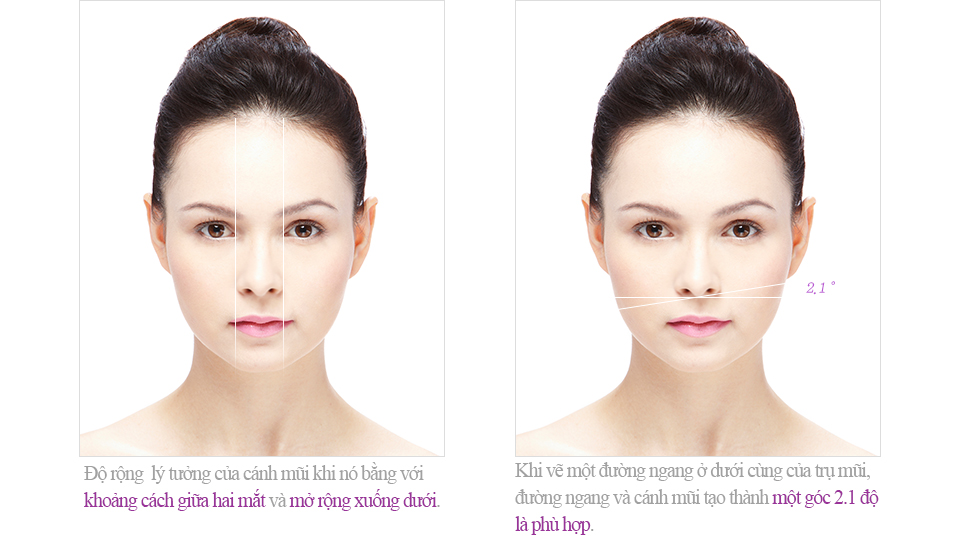 2.1 °
Độ rộng lý tưởng của cánh mũi khi nó bằng với
khoảng cách giữa hai mắt và mở rộng xuống dưới.
Khi vẽ một đường ngang ở dưới cùng của trụ mũi,
đường ngang và cánh mũi tạo thành một góc 2.1 độ
là phù hợp.